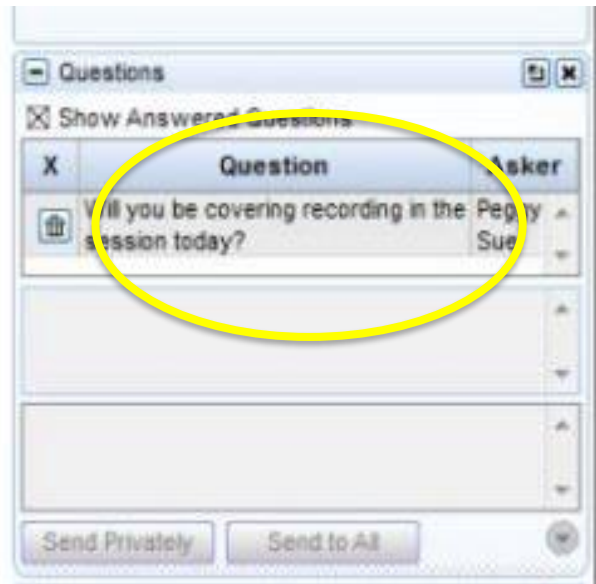 Questions
Show Answered Questions
X Question Asker
Will you be covering recording in the Peggy
session today? Sue
Send Privately Send to All